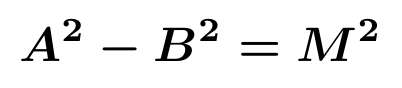 A² − B² = M²